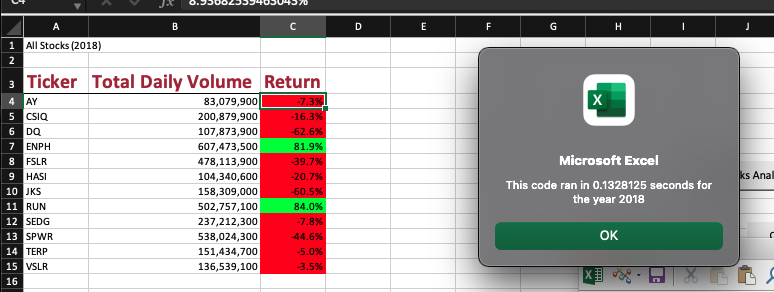 8.93682539463043%
A B C D E F G H I J
1 All Stocks (2018)
2
3 Ticker Total Daily Volume Return
4 AY 83,079,900 -7.3%
5 CSIQ 200,879,900 -16.3%
6 DQ 107,873,900 -62.6%
7 ENPH 607,473,500 81.9%
8 FSLR 478,113,900 -39.7%
9 HASI 104,340,600 -20.7%
10 JKS 158,309,000 -60.5%
11 RUN 502,757,100 84.0%
12 SEDG 237,212,300 -7.8%
13 SPWR 538,024,300 -44.6%
14 TERP 151,434,700 -5.0%
15 VSLR 136,539,100 -3.5%
16
X
Microsoft Excel
This code ran in 0.1328125 seconds for
the year 2018
OK
ks Anal